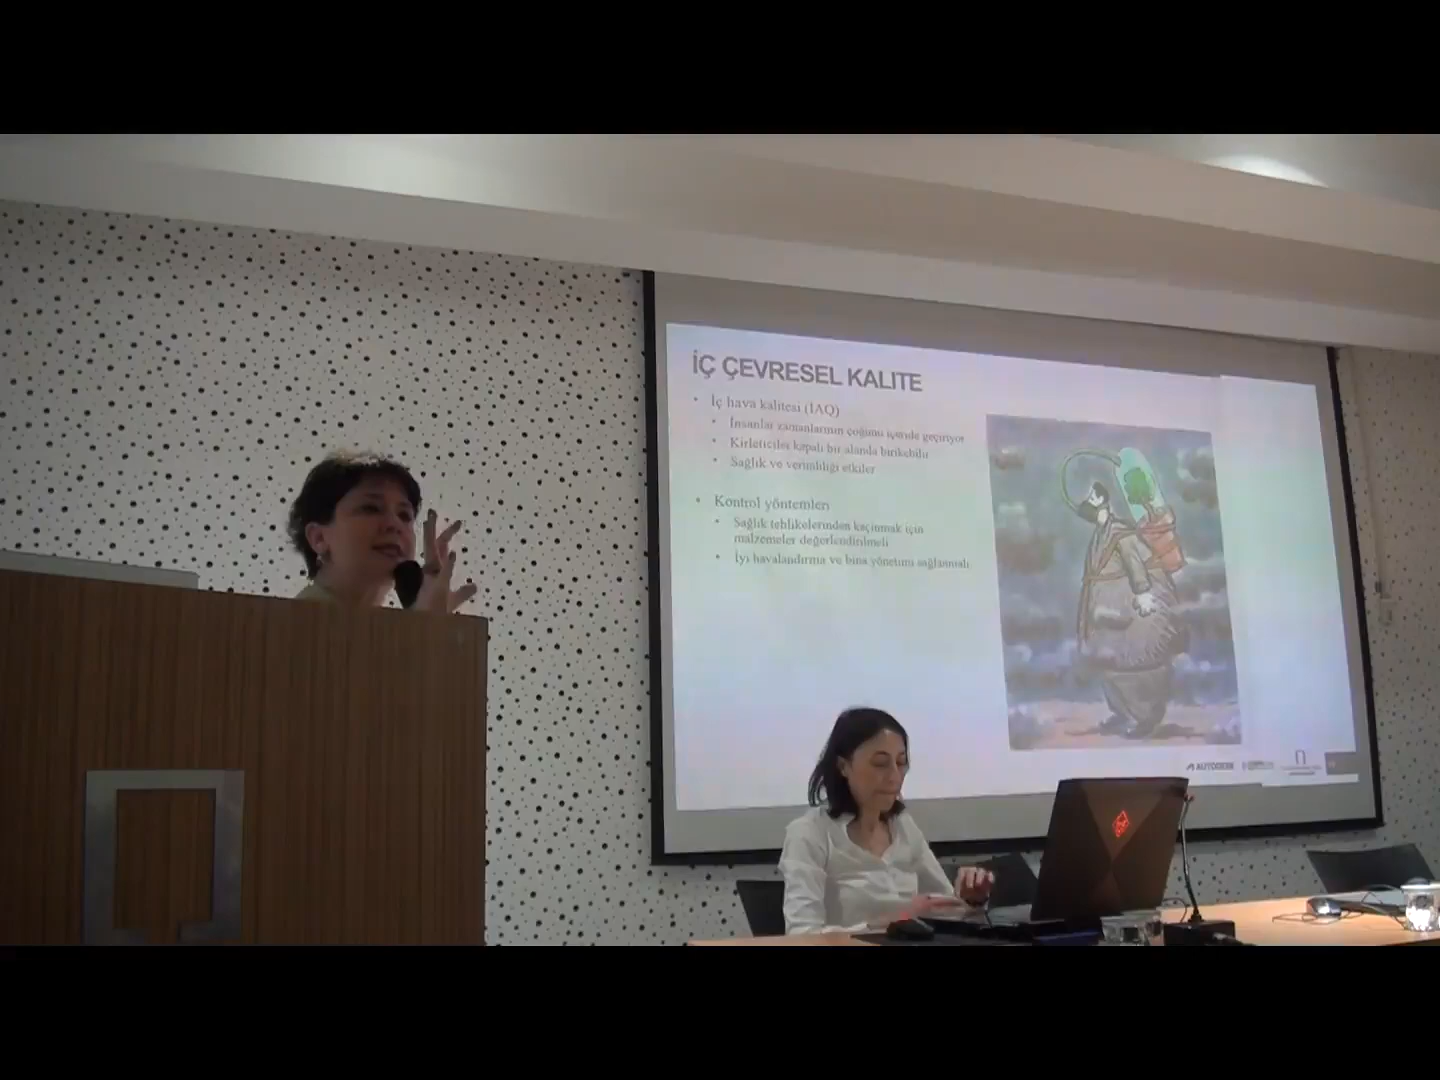 İÇ ÇEVRESEL KALITE
İç hava kalitesi (IAQ)
İnsanlar zamanlarının çoğunu içeride geçiriyor
Kirleticiler kapalı bir alanda birikebilir
Sağlık ve verimliliği etkiler
Kontrol yöntemleri
Sağlık tehlikelerinden kaçınmak için
malzemeler değerlendirilmeli
İyi havalandırma ve bina yönetimi sağlanmalı
AUTODESK